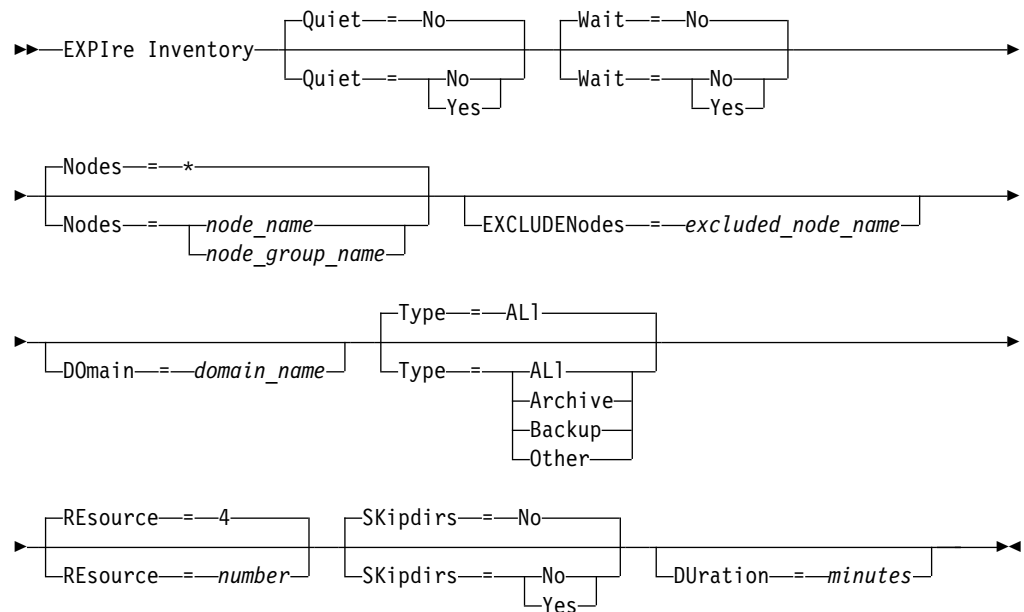 Quiet = No Wait = No
EXPIre Inventory
Quiet = No Wait = No
Yes Yes
Nodes = *
Nodes = node_name EXCLUDENodes = excluded_node_name
node_group_name
Type = ALl
DOmain = domain_name Type = ALl
Archive
Backup
Other
REsource = 4 SKipdirs = No
REsource = number SKipdirs = No DUration = minutes
Yes